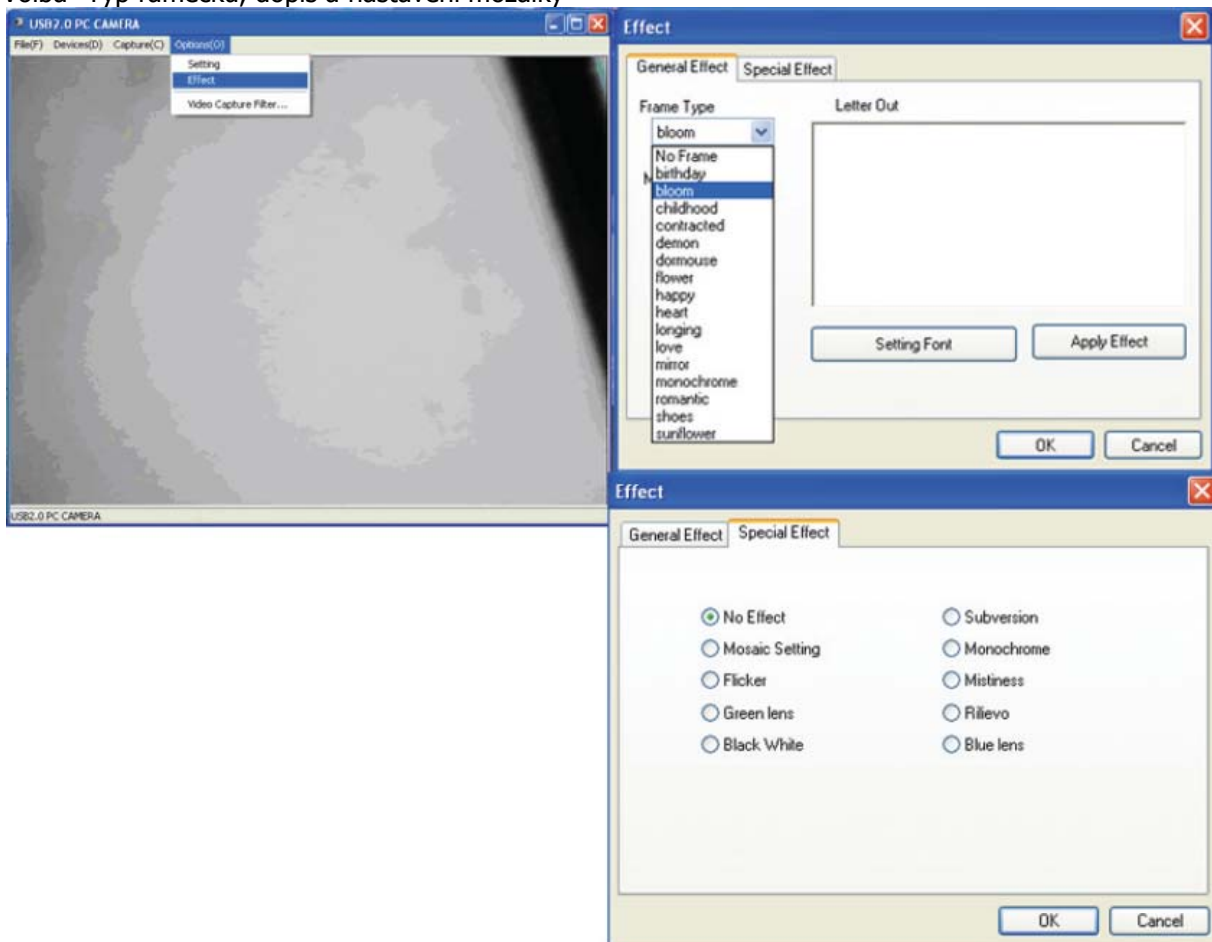 USB2.0 PC CAMERA
File(F) Devices(D) Capture(C) Options(O)
Setting
Effect
Video Capture Filter...
USB2.0 PC CAMERA
Effect
General Effect Special Effect
Frame Type Letter Out
bloom
No Frame
birthday
bloom
childhood
contracted
demon
dormouse
flower
happy
heart
longing
love
mirror
monochrome
romantic
shoes
sunflower
Setting Font Apply Effect
OK Cancel
Effect
General Effect Special Effect
No Effect Subversion
Mosaic Setting Monochrome
Flicker Mistiness
Green lens Rilievo
Black White Blue lens
OK Cancel